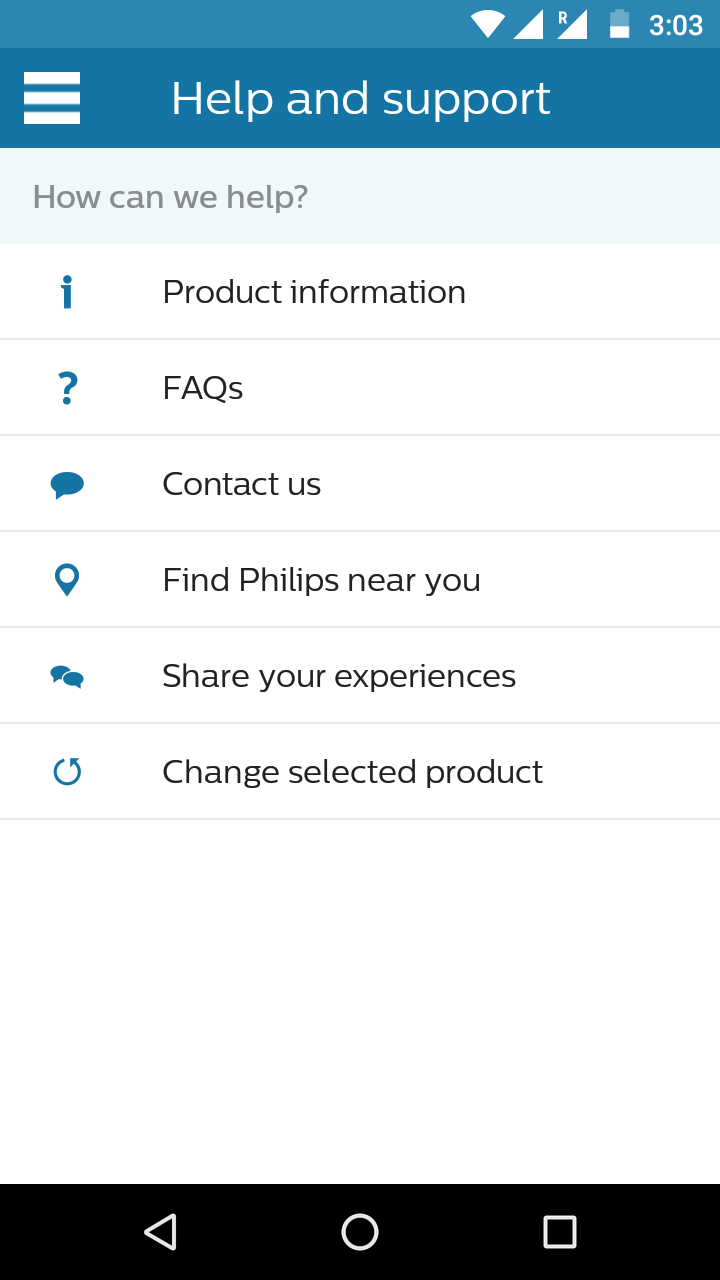 R 3:03
Help and support
How can we help?
Product information
FAQs
Contact us
Find Philips near you
Share your experiences
Change selected product